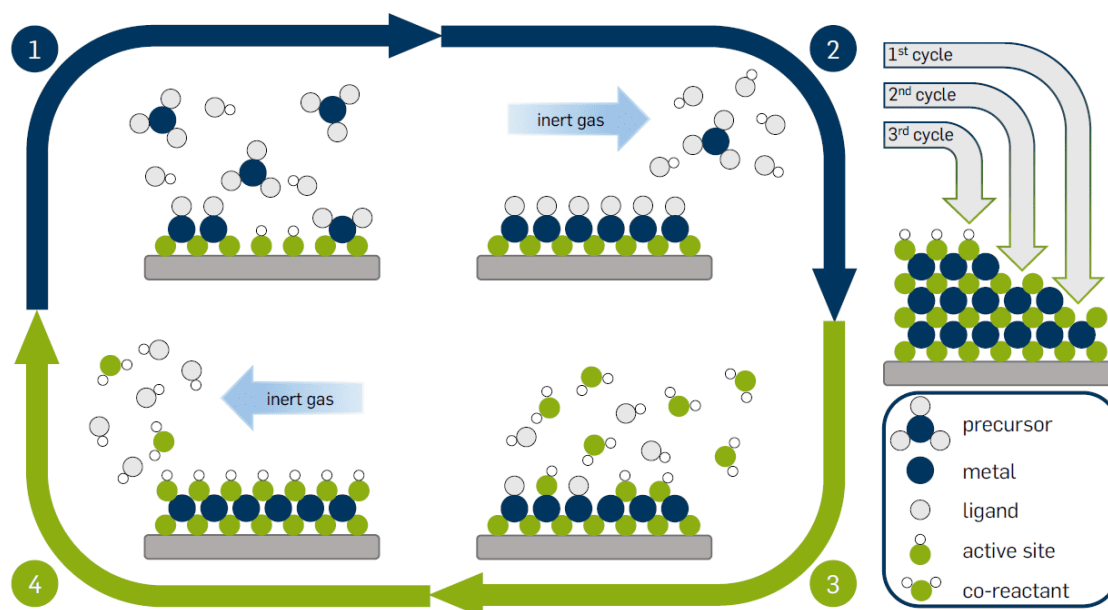 1
2
1st cycle
2nd cycle
3rd cycle
inert gas
inert gas
4
3
precursor
metal
ligand
active site
co-reactant